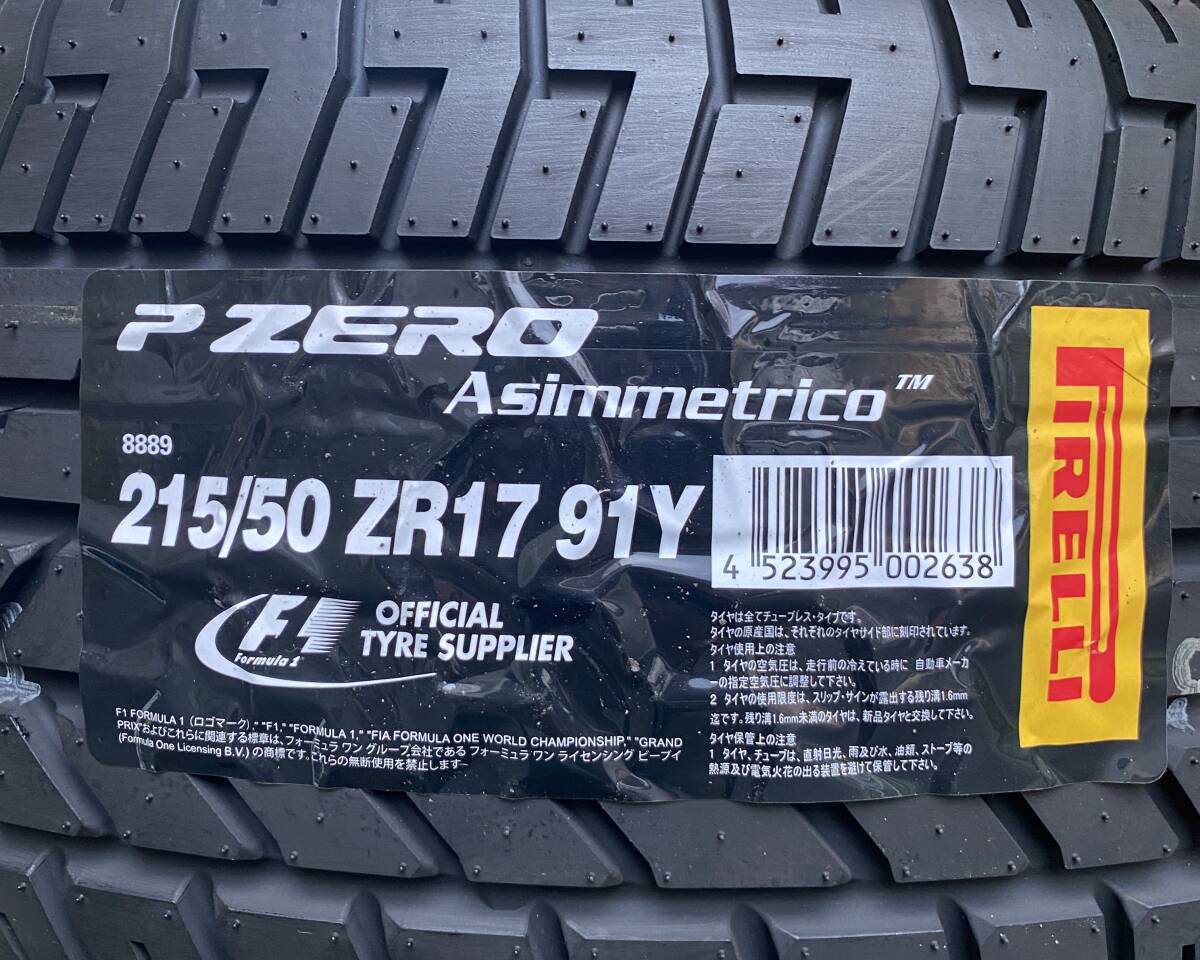 P ZERO
Asimmetrico™
8889
215/50 ZR17 91Y
4 523995 002638
F1
Formula 1
OFFICIAL
TYRE SUPPLIER
F1 FORMULA 1 (ロゴマーク)," "F1," "FORMULA 1," "FIA FORMULA ONE WORLD CHAMPIONSHIP," "GRAND
PRIX"およびこれらに関連する標章は、フォーミュラ ワン グループ会社である フォーミュラ ワン ライセンシング ビーブイ
(Formula One Licensing B.V.) の商標です。これらの無断使用を禁止します
タイヤは全てチューブレス・タイプです。
タイヤの原産国は、それぞれのタイヤサイド部に刻印されています。
タイヤ使用上の注意
1 タイヤの空気圧は、走行前の冷えている時に 自動車メーカ
ーの指定空気圧に調整して下さい。
2 タイヤの使用限度は、スリップ・サインが露出する残り溝1.6mm
迄です。残り溝1.6mm未満のタイヤは、新品タイヤと交換して下さい。
タイヤ保管上の注意
1 タイヤ、チューブは、直射日光、雨及び水、油類、ストーブ等の
熱源及び電気火花の出る装置を避けて保管して下さい。
PIRELLI